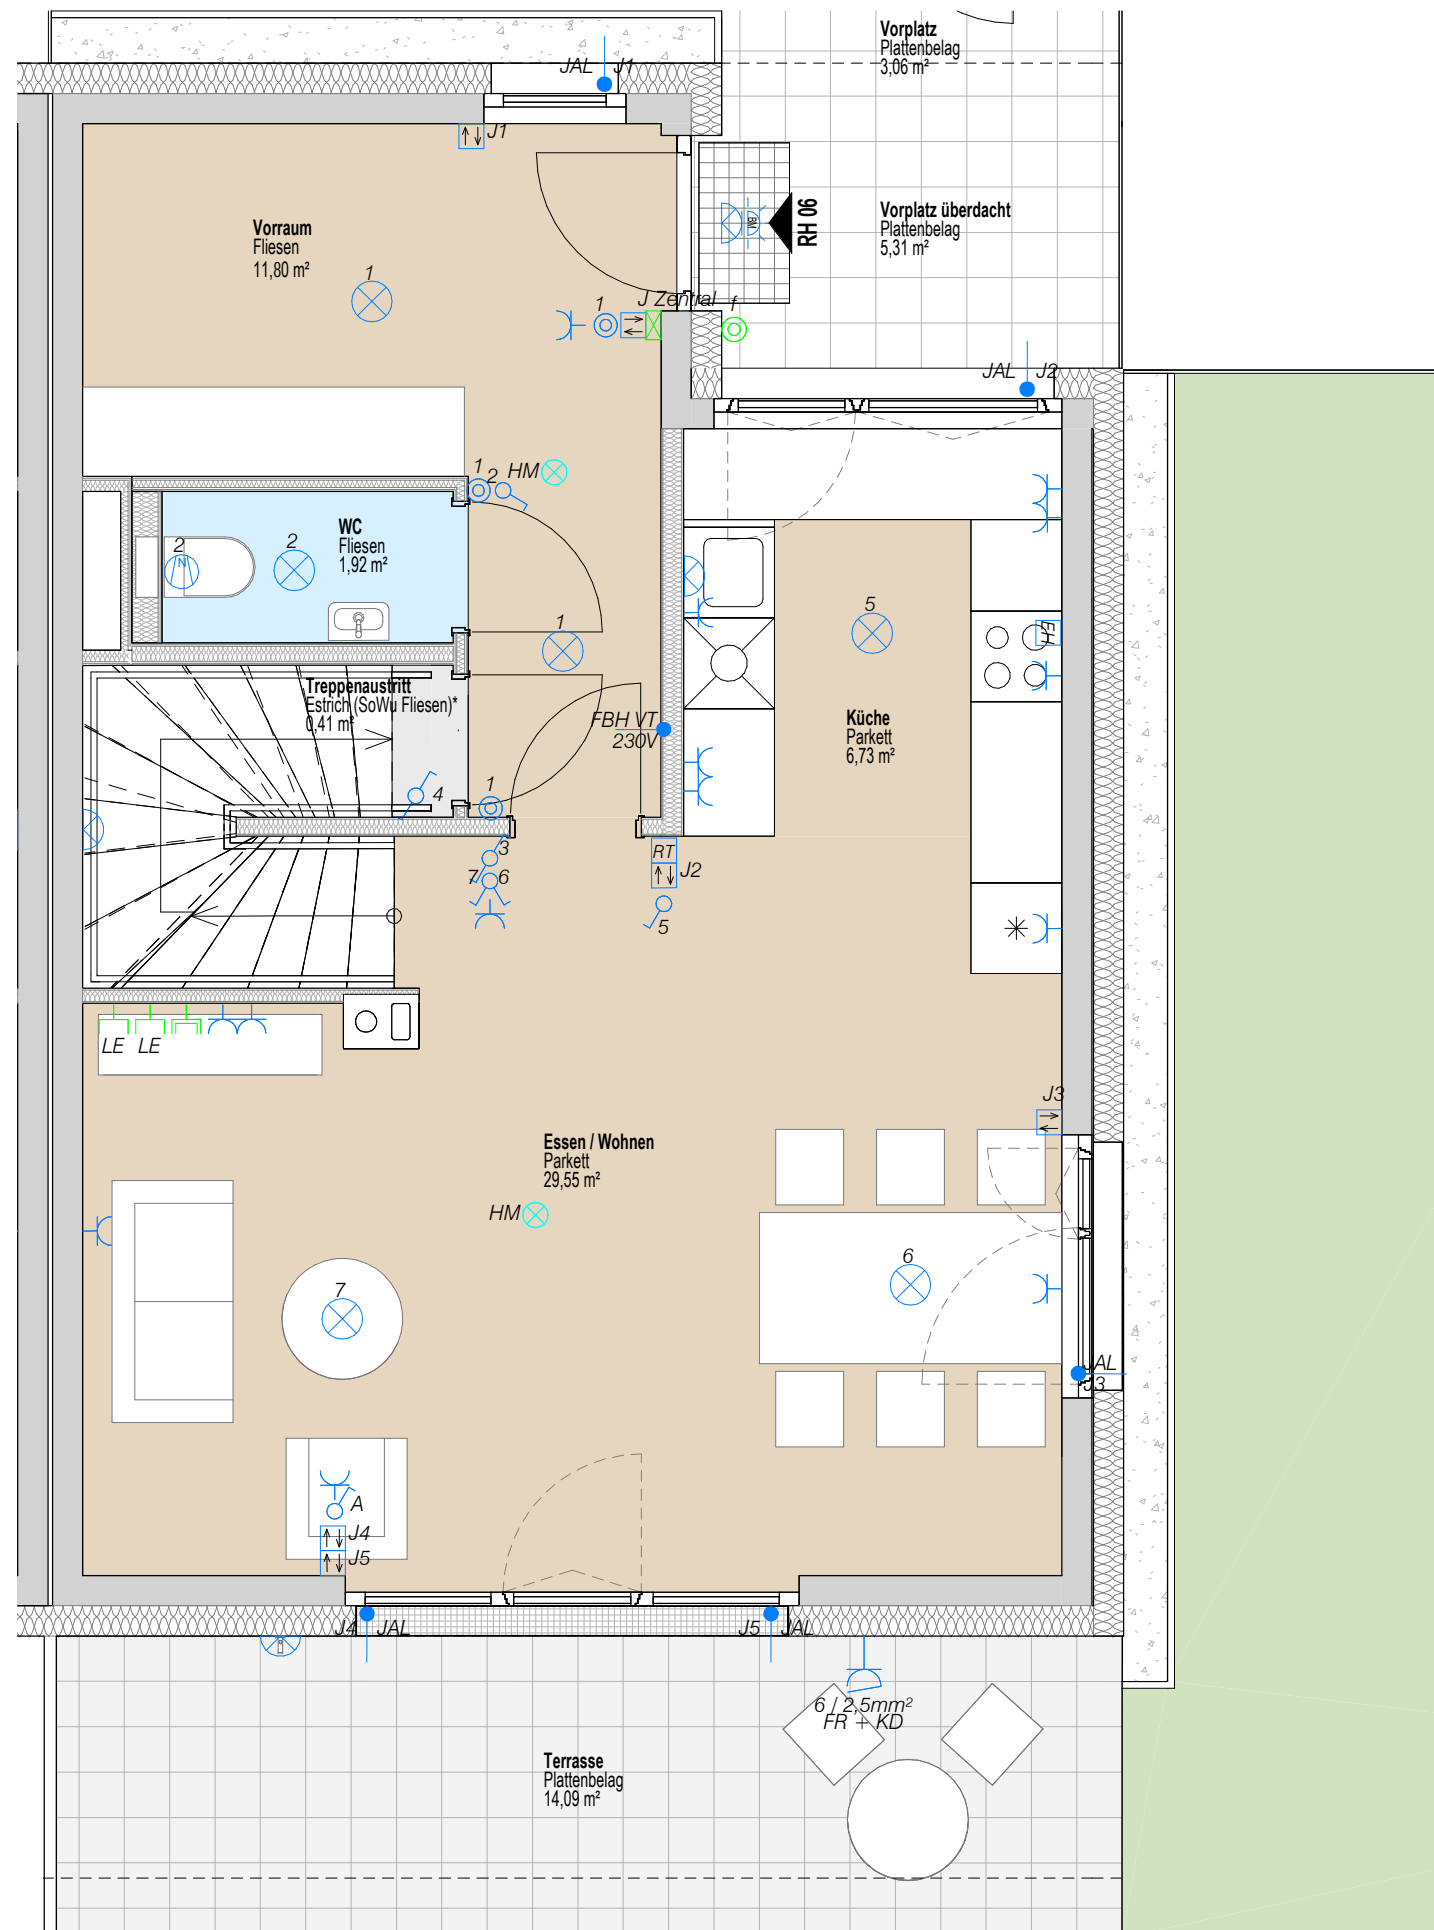 Vorplatz
Plattenbelag
3,06 m²
JAL J1
J1
RH 06
BM
Vorplatz überdacht
Plattenbelag
5,31 m²
Vorraum
Fliesen
11,80 m²
1
1
J Zentral
f
JAL J2
1
2
HM
WC
Fliesen
1,92 m²
2
2
N
1
5
EH
Treppenaustritt
Estrich (SoWu Fliesen)*
0,41 m²
FBH VT
230V
Küche
Parkett
6,73 m²
4
1
3
7 6
RT
J2
5
LE LE
J3
Essen / Wohnen
Parkett
29,55 m²
HM
6
7
JAL
J3
A
J4
J5
J4 JAL
J5 JAL
6 / 2,5mm²
FR + KD
Terrasse
Plattenbelag
14,09 m²